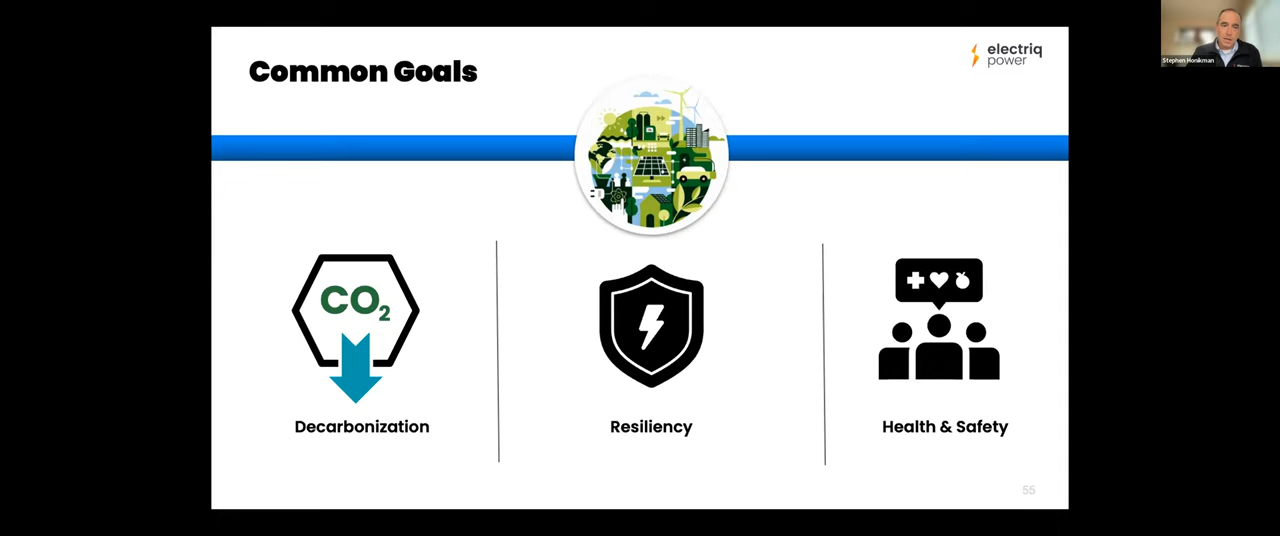 Common Goals
electriq
power
Stephen Honikman
CO2
Decarbonization
Resiliency
Health & Safety
55